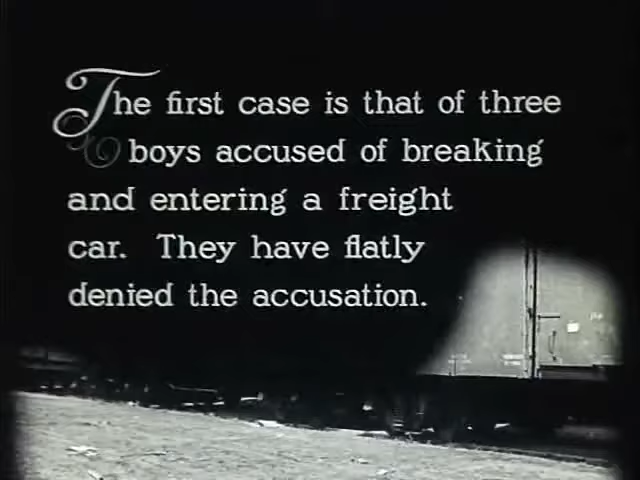 The first case is that of three
boys accused of breaking
and entering a freight
car. They have flatly
denied the accusation.